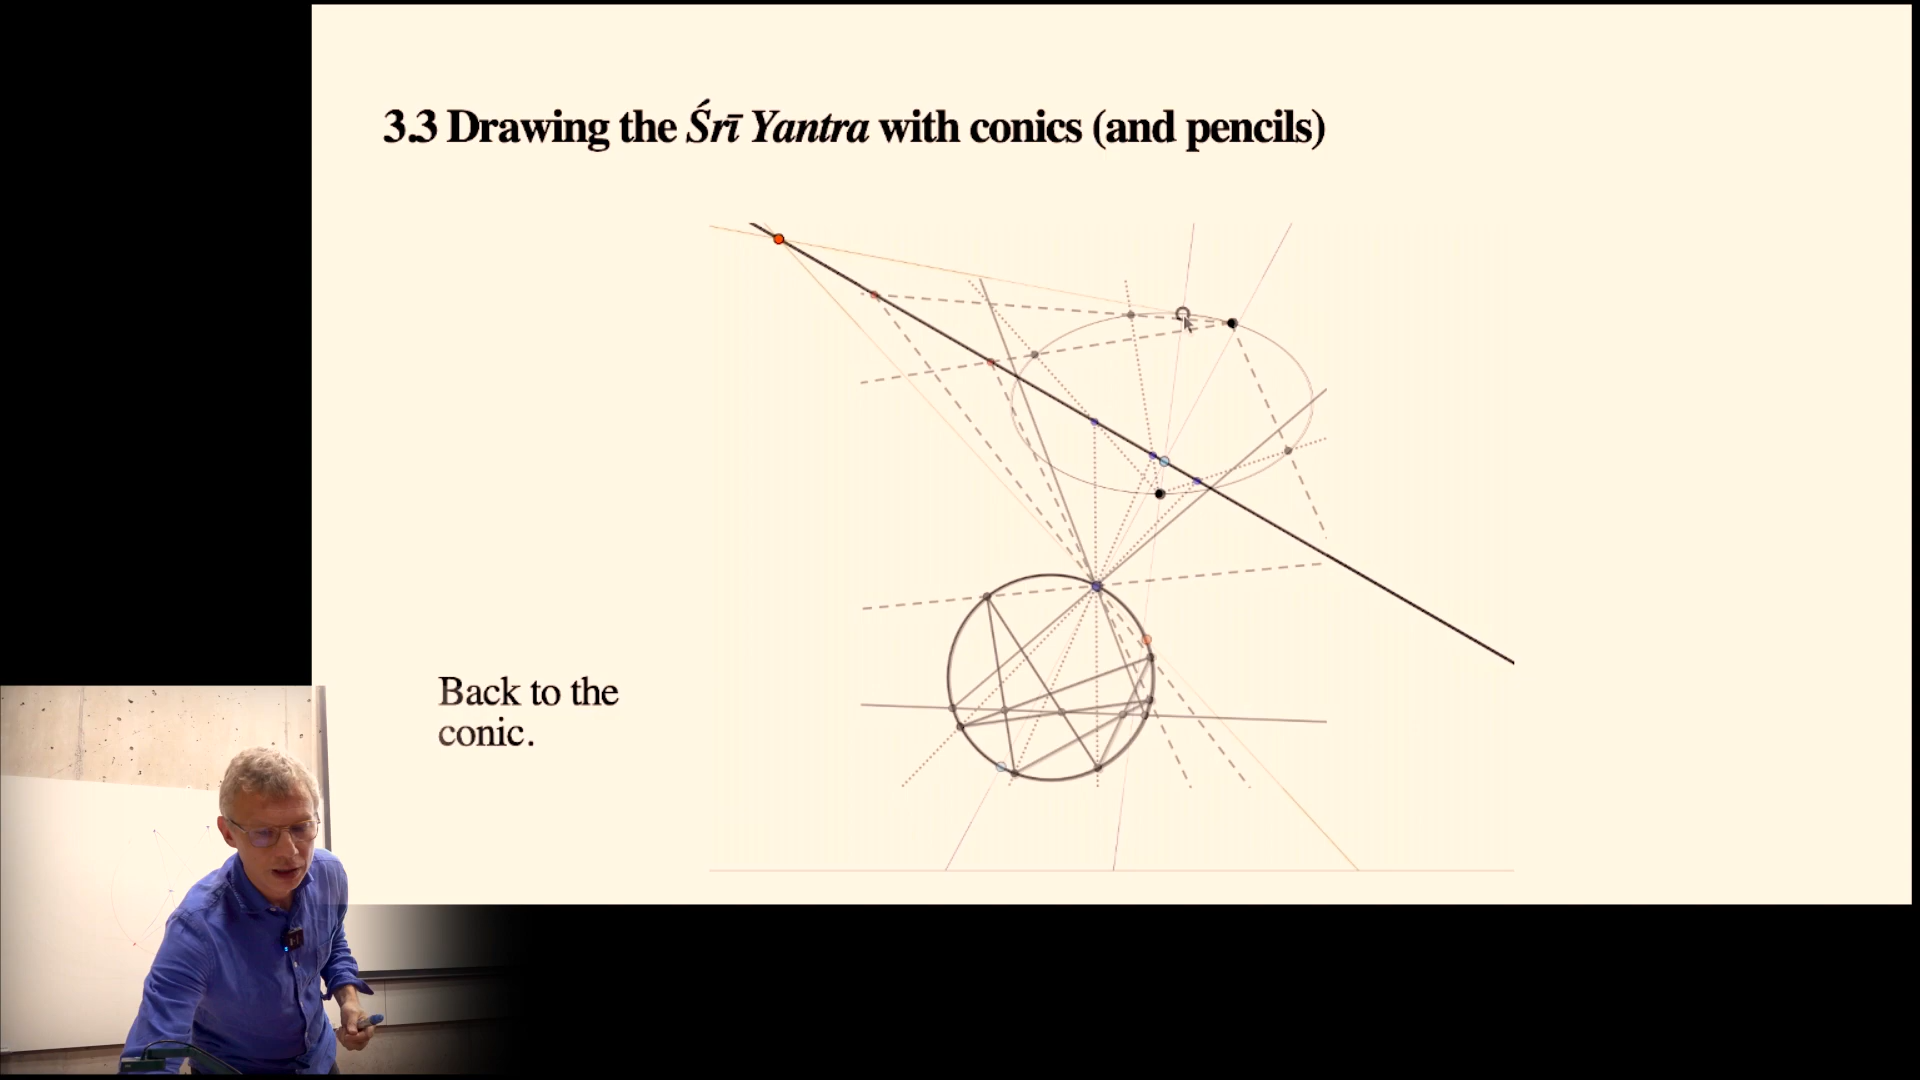 3.3 Drawing the Śrī Yantra with conics (and pencils)
Back to the
conic.